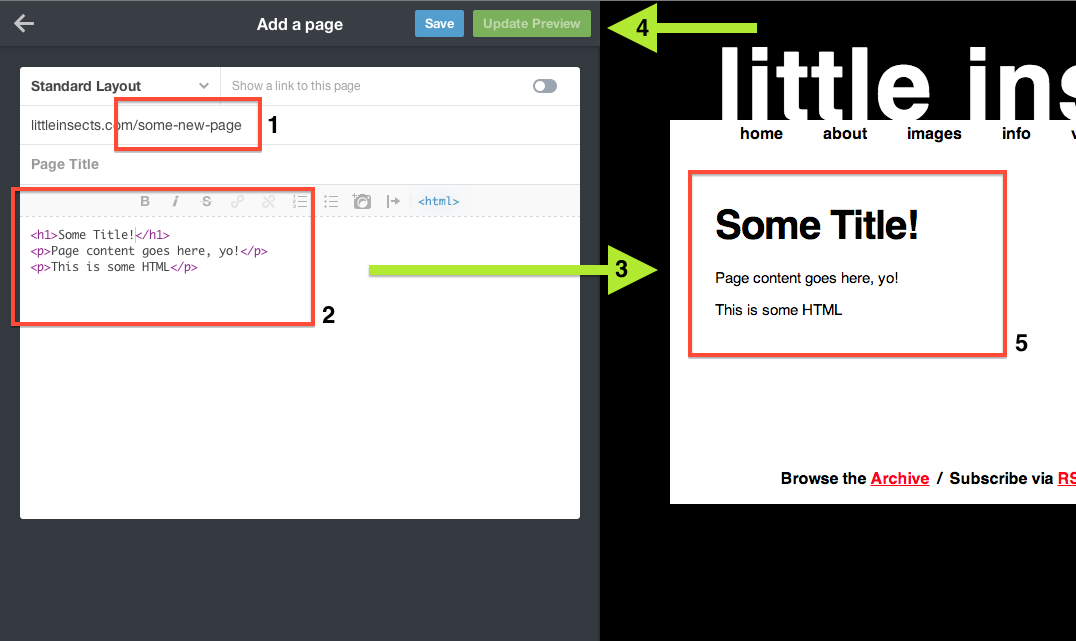 Add a page
Save
Update Preview
4
Standard Layout
Show a link to this page
littleinsects.com/some-new-page
1
Page Title
B i S <html>
<h1>Some Title!</h1>
<p>Page content goes here, yo!</p>
<p>This is some HTML</p>
2
3
little ins
home about images info v
Some Title!
Page content goes here, yo!
This is some HTML
5
Browse the Archive / Subscribe via RS